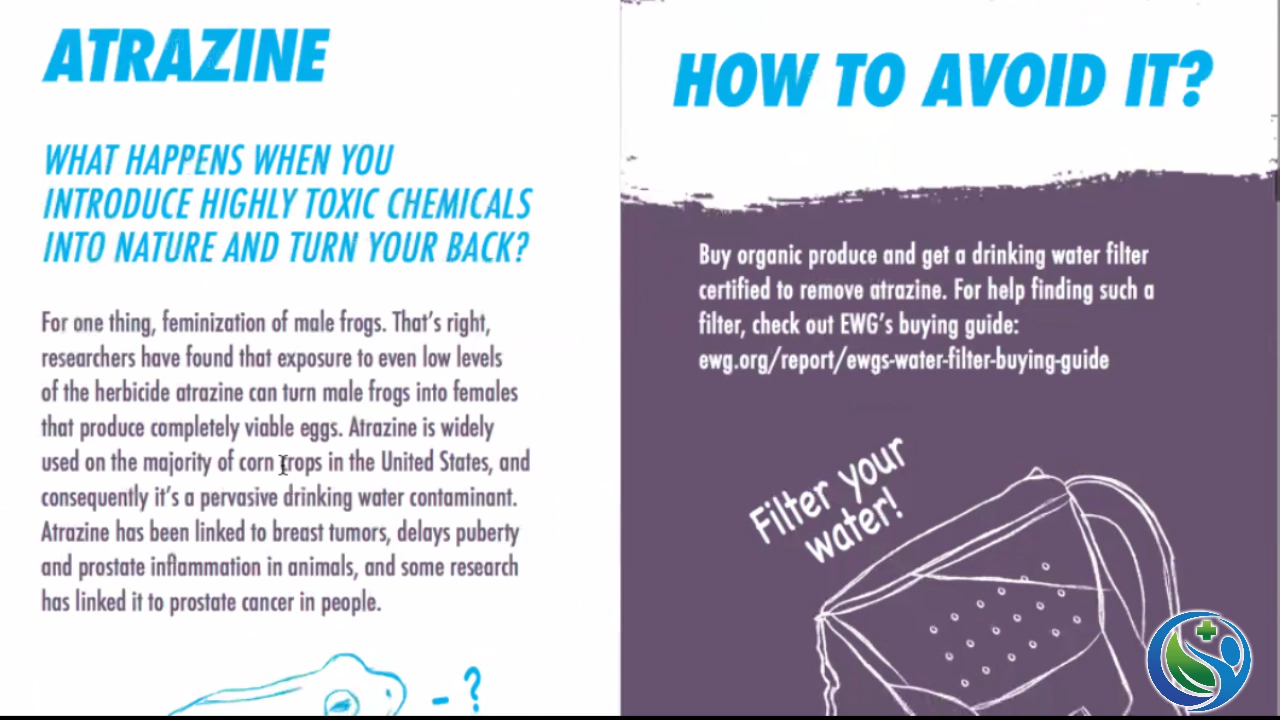 ATRAZINE
WHAT HAPPENS WHEN YOU
INTRODUCE HIGHLY TOXIC CHEMICALS
INTO NATURE AND TURN YOUR BACK?
For one thing, feminization of male frogs. That's right,
researchers have found that exposure to even low levels
of the herbicide atrazine can turn male frogs into females
that produce completely viable eggs. Atrazine is widely
used on the majority of corn crops in the United States, and
consequently it's a pervasive drinking water contaminant.
Atrazine has been linked to breast tumors, delays puberty
and prostate inflammation in animals, and some research
has linked it to prostate cancer in people.
- ?
HOW TO AVOID IT?
Buy organic produce and get a drinking water filter
certified to remove atrazine. For help finding such a
filter, check out EWG's buying guide:
ewg.org/report/ewgs-water-filter-buying-guide
Filter your
water!